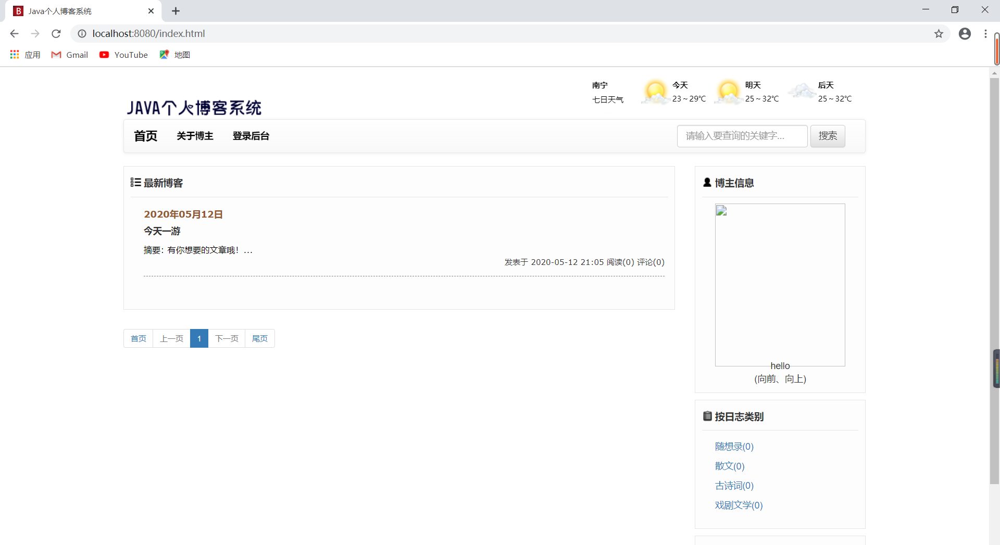 Java个人博客系统
localhost:8080/index.html
应用 Gmail YouTube 地图
南宁 今天 明天 后天
七日天气 23～29℃ 25～32℃ 25～32℃
JAVA个人博客系统
首页 关于博主 登录后台 请输入要查询的关键字... 搜索
最新博客
2020年05月12日
今天一游
摘要：有你想要的文章哦！...
发表于 2020-05-12 21:05 阅读(0) 评论(0)
首页 上一页 1 下一页 尾页
博主信息
hello
(向前、向上)
按日志类别
随想录(0)
散文(0)
古诗词(0)
戏剧文学(0)